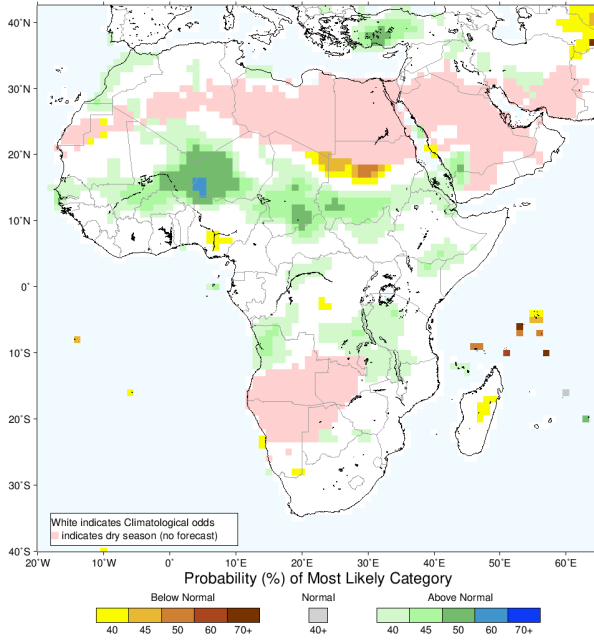 40˚N
30˚N
20˚N
10˚N
0˚
10˚S
20˚S
30˚S
White indicates Climatological odds
indicates dry season (no forecast)
40˚S
20˚W 10˚W 0˚ 10˚E 20˚E 30˚E 40˚E 50˚E 60˚E
Probability (%) of Most Likely Category
Below Normal Normal Above Normal
40 45 50 60 70+ 40+ 40 45 50 60 70+